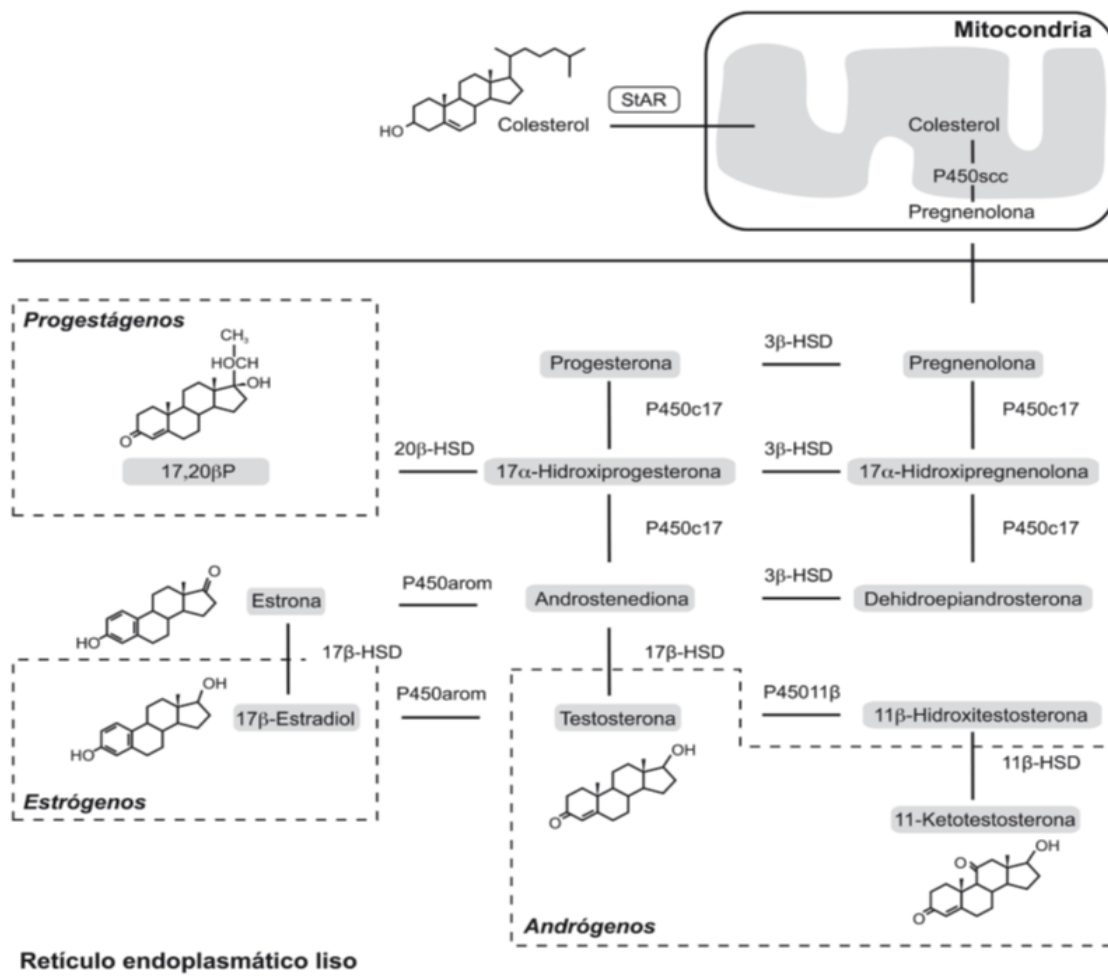 Mitocondria
StAR
Colesterol
HO
Colesterol
P450scc
Pregnenolona
Progestágenos
CH₃
HOCH
OH
O
17,20βP
3β-HSD
Progesterona
Pregnenolona
P450c17
P450c17
20β-HSD
3β-HSD
17α-Hidroxiprogesterona
17α-Hidroxipregnenolona
P450c17
P450c17
O
HO
Estrona
P450arom
3β-HSD
Androstenediona
Dehidroepiandrosterona
17β-HSD
17β-HSD
OH
HO
17β-Estradiol
P450arom
Testosterona
P45011β
11β-Hidroxitestosterona
11β-HSD
Estrógenos
OH
O
11-Ketotestosterona
OH
O
O
Andrógenos
Retículo endoplasmático liso